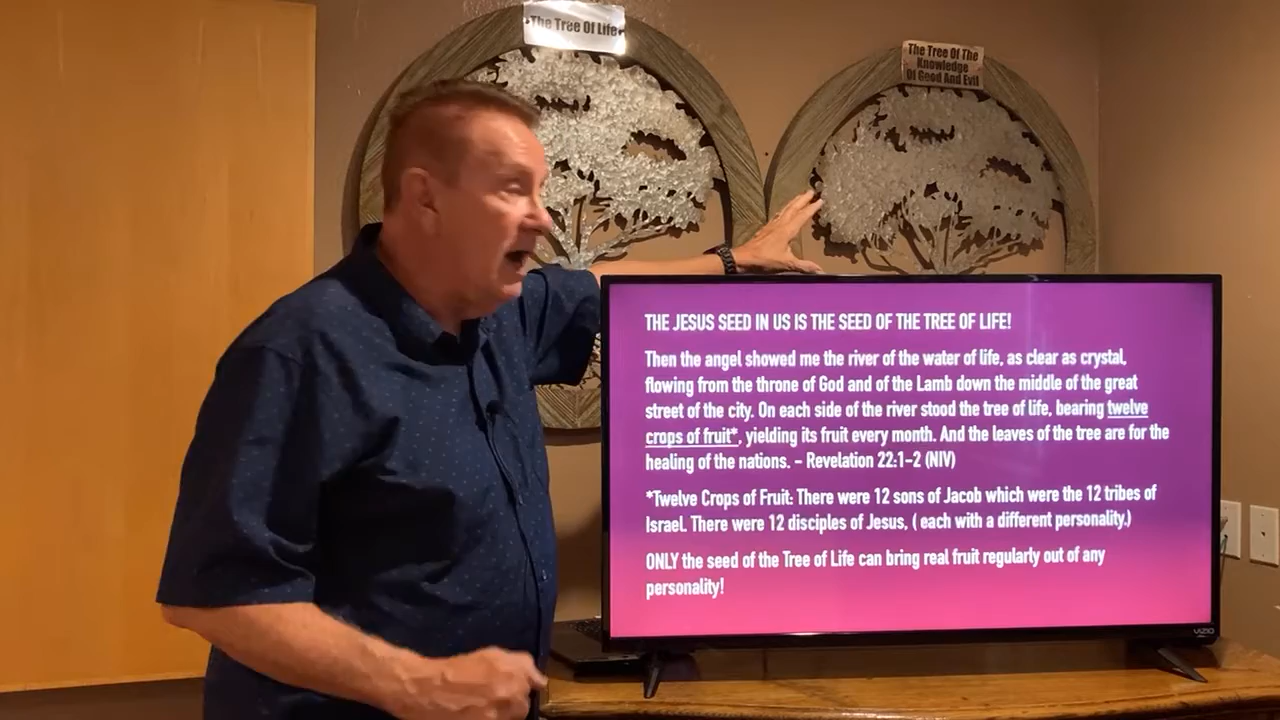 •The Tree Of Life•
The Tree Of The
Knowledge
Of Good And Evil
THE JESUS SEED IN US IS THE SEED OF THE TREE OF LIFE!
Then the angel showed me the river of the water of life, as clear as crystal,
flowing from the throne of God and of the Lamb down the middle of the great
street of the city. On each side of the river stood the tree of life, bearing twelve
crops of fruit*, yielding its fruit every month. And the leaves of the tree are for the
healing of the nations. – Revelation 22:1–2 (NIV)
*Twelve Crops of Fruit: There were 12 sons of Jacob which were the 12 tribes of
Israel. There were 12 disciples of Jesus, ( each with a different personality.)
ONLY the seed of the Tree of Life can bring real fruit regularly out of any
personality!
VIZIO